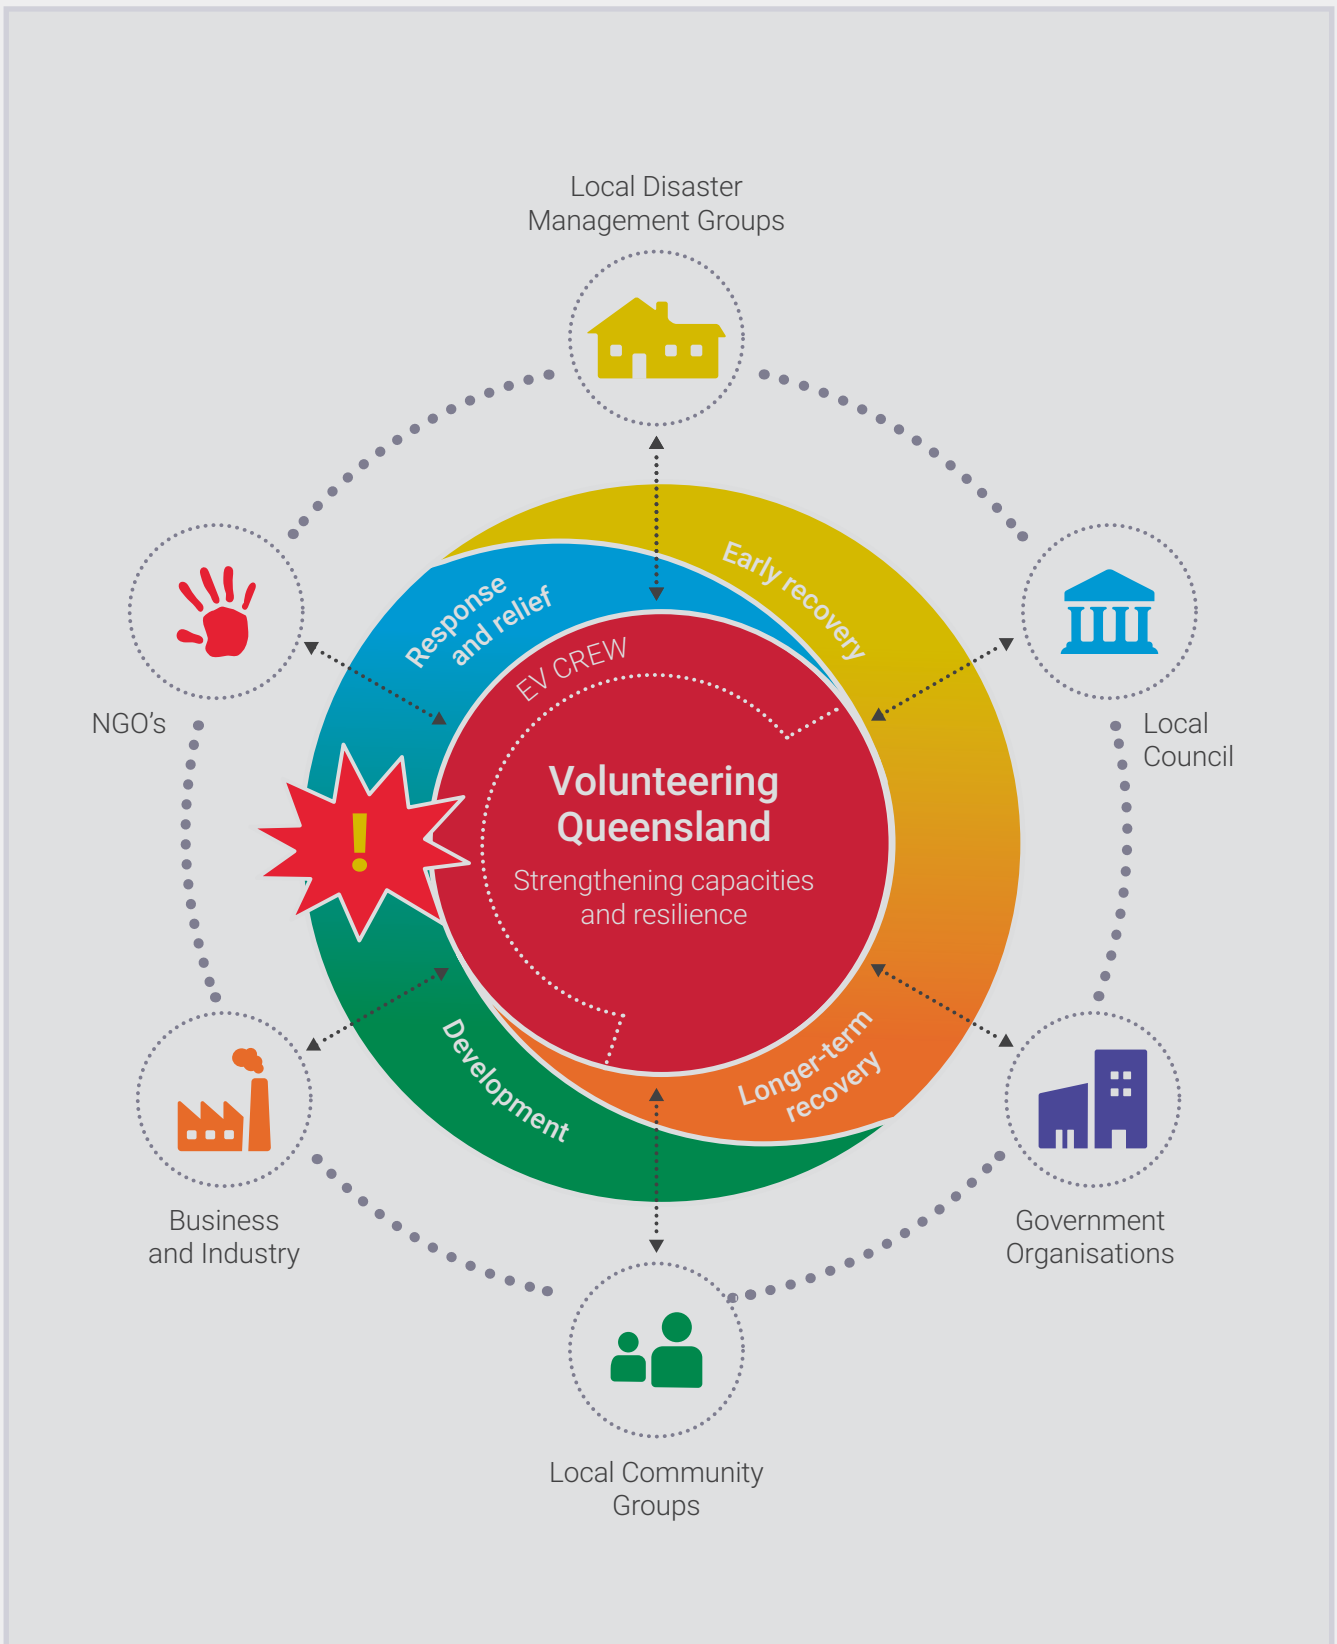 Local Disaster
Management Groups
Early recovery
Response
and relief
EV CREW
NGO's
Local
Council
Volunteering
Queensland
Strengthening capacities
and resilience
!
Development
Longer-term
recovery
Business
and Industry
Government
Organisations
Local Community
Groups